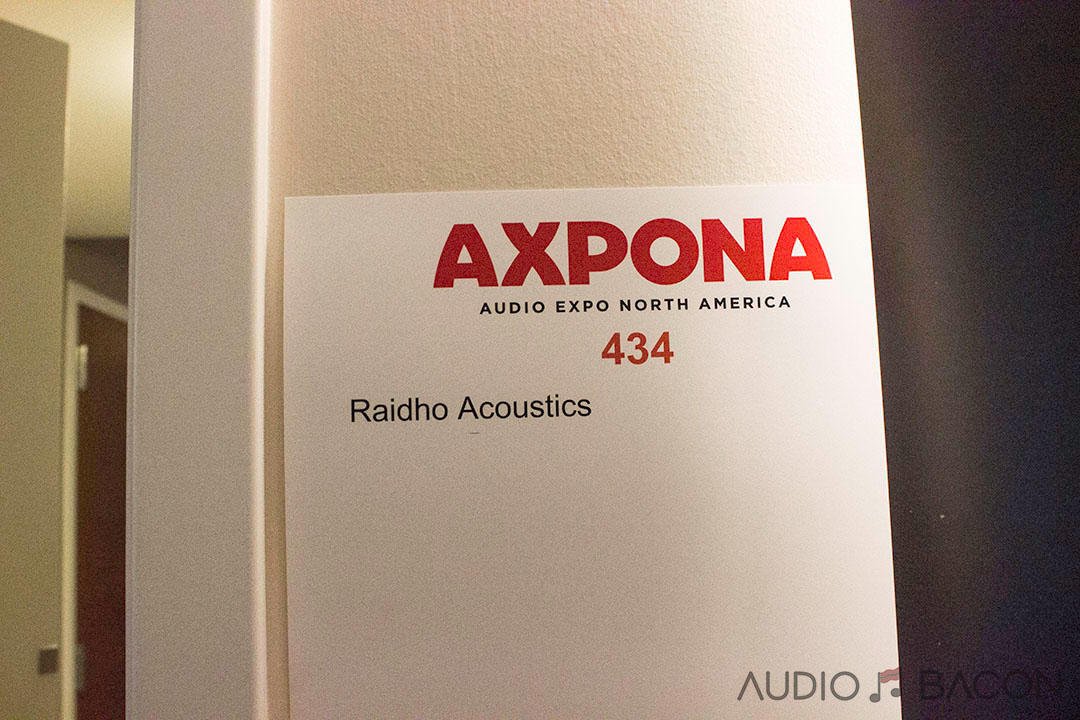 AXPONA
AUDIO EXPO NORTH AMERICA
434
Raidho Acoustics
AUDIO BACON